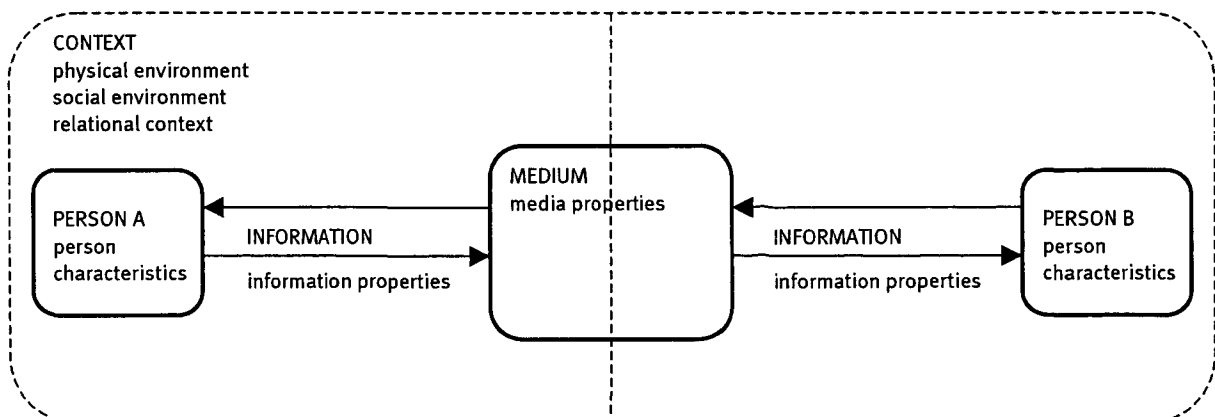 CONTEXT
physical environment
social environment
relational context
PERSON A
person
characteristics
INFORMATION
information properties
MEDIUM
media properties
INFORMATION
information properties
PERSON B
person
characteristics